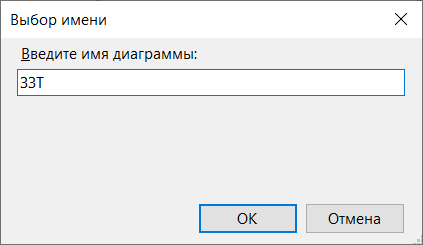 Выбор имени
Введите имя диаграммы:
33Т
ОК
Отмена